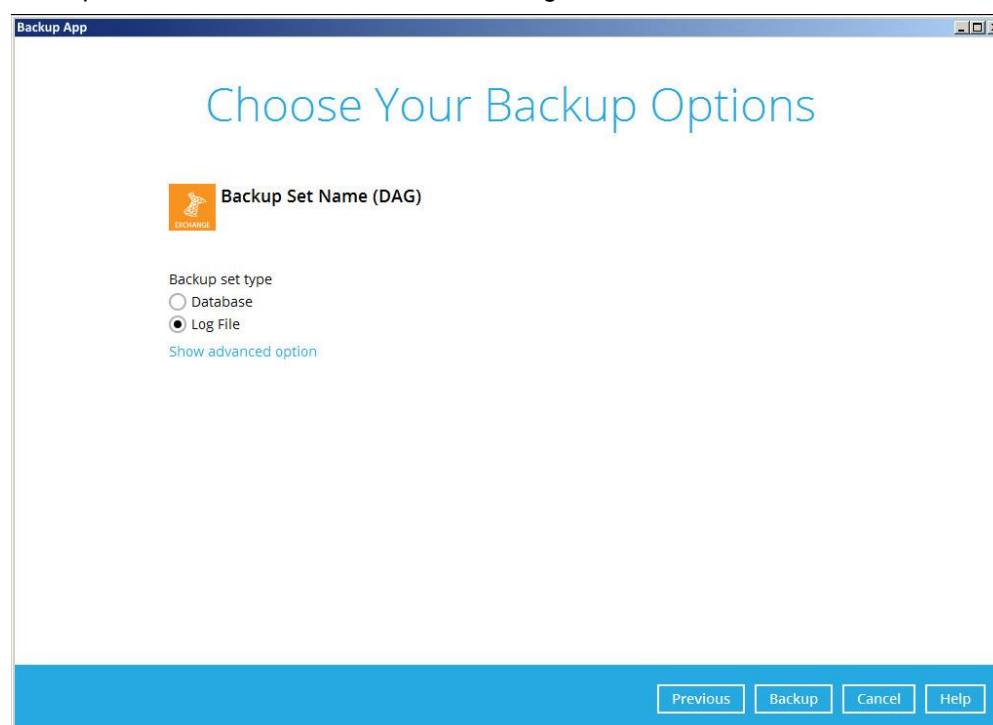 Backup App
Choose Your Backup Options
EXCHANGE
Backup Set Name (DAG)
Backup set type
Database
Log File
Show advanced option
Previous Backup Cancel Help